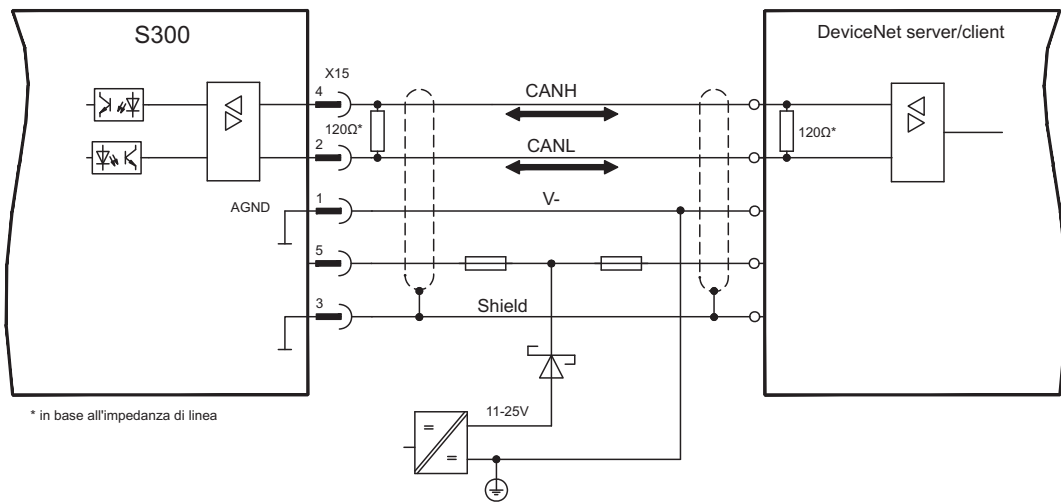 S300
DeviceNet server/client
X15
4
CANH
120Ω*
120Ω*
2
CANL
1
AGND
V-
5
3
Shield
11-25V
* in base all'impedanza di linea